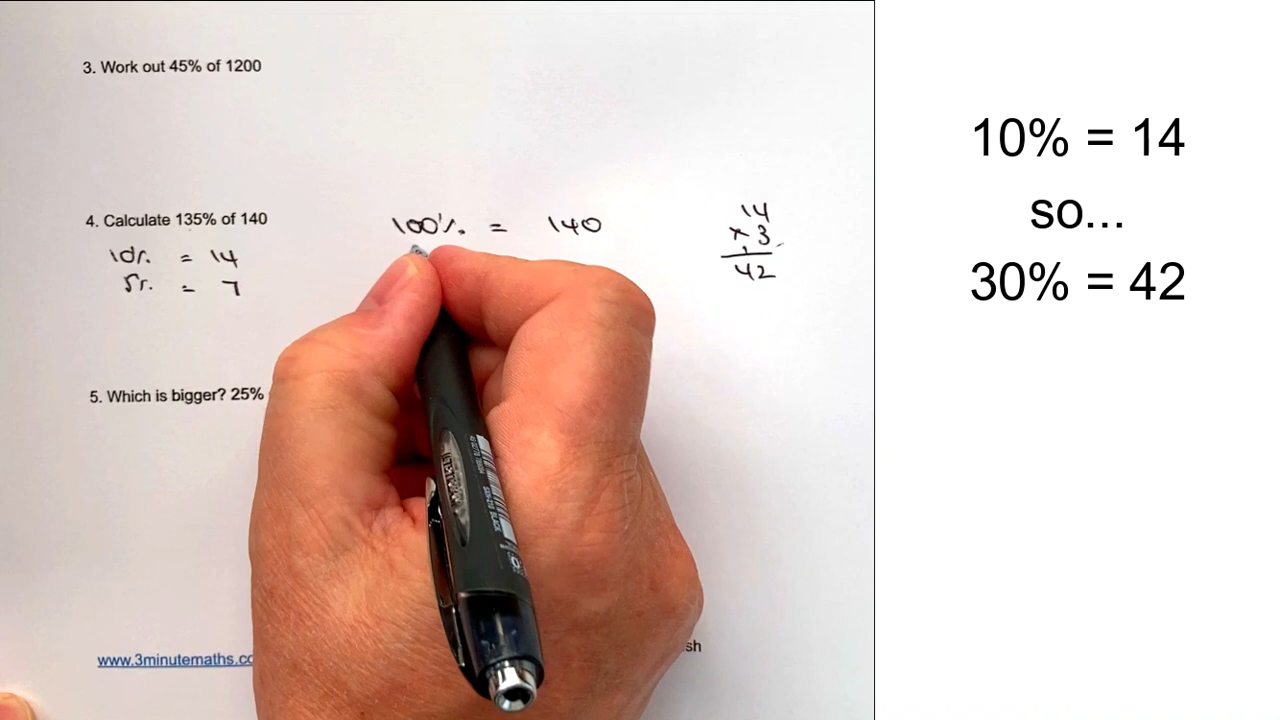 3. Work out 45% of 1200
4. Calculate 135% of 140
10% = 14
5% = 7
100% = 140
14
× 3
1
42
5. Which is bigger? 25%
www.3minutemaths.co
sh
10% = 14
so...
30% = 42